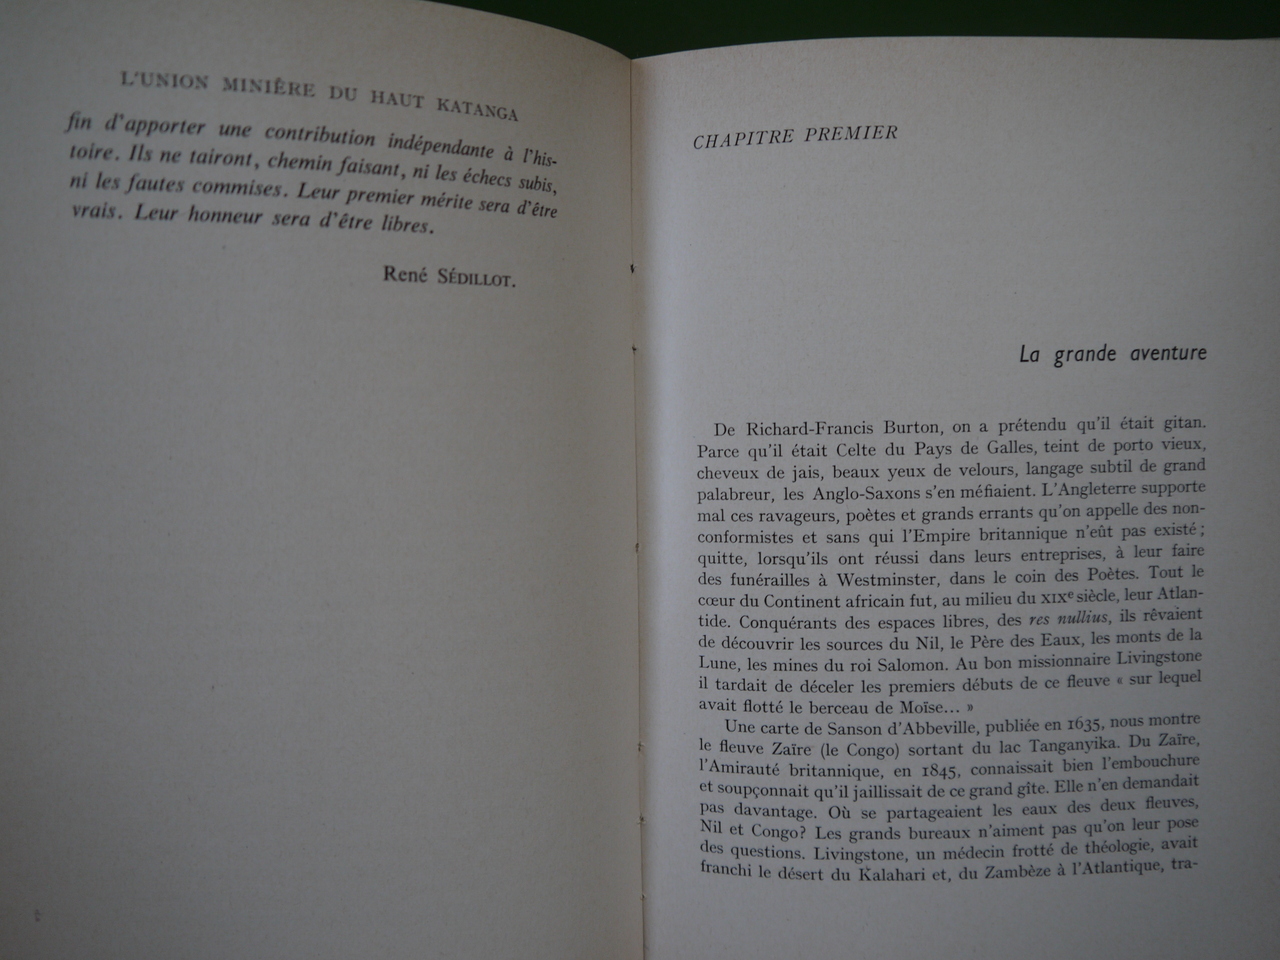 L'UNION MINIÈRE DU HAUT KATANGA
fin d'apporter une contribution indépendante à l'his-
toire. Ils ne tairont, chemin faisant, ni les échecs subis,
ni les fautes commises. Leur premier mérite sera d'être
vrais. Leur honneur sera d'être libres.
René SÉDILLOT.
CHAPITRE PREMIER
La grande aventure
De Richard-Francis Burton, on a prétendu qu'il était gitan.
Parce qu'il était Celte du Pays de Galles, teint de porto vieux,
cheveux de jais, beaux yeux de velours, langage subtil de grand
palabreur, les Anglo-Saxons s'en méfiaient. L'Angleterre supporte
mal ces ravageurs, poètes et grands errants qu'on appelle des non-
conformistes et sans qui l'Empire britannique n'eût pas existé ;
quitte, lorsqu'ils ont réussi dans leurs entreprises, à leur faire
des funérailles à Westminster, dans le coin des Poètes. Tout le
cœur du Continent africain fut, au milieu du XIXe siècle, leur Atlan-
tide. Conquérants des espaces libres, des res nullius, ils rêvaient
de découvrir les sources du Nil, le Père des Eaux, les monts de la
Lune, les mines du roi Salomon. Au bon missionnaire Livingstone
il tardait de déceler les premiers débuts de ce fleuve « sur lequel
avait flotté le berceau de Moïse... »
Une carte de Sanson d'Abbeville, publiée en 1635, nous montre
le fleuve Zaïre (le Congo) sortant du lac Tanganyika. Du Zaïre,
l'Amirauté britannique, en 1845, connaissait bien l'embouchure
et soupçonnait qu'il jaillissait de ce grand gîte. Elle n'en demandait
pas davantage. Où se partageaient les eaux des deux fleuves,
Nil et Congo? Les grands bureaux n'aiment pas qu'on leur pose
des questions. Livingstone, un médecin frotté de théologie, avait
franchi le désert du Kalahari et, du Zambèze à l'Atlantique, tra-